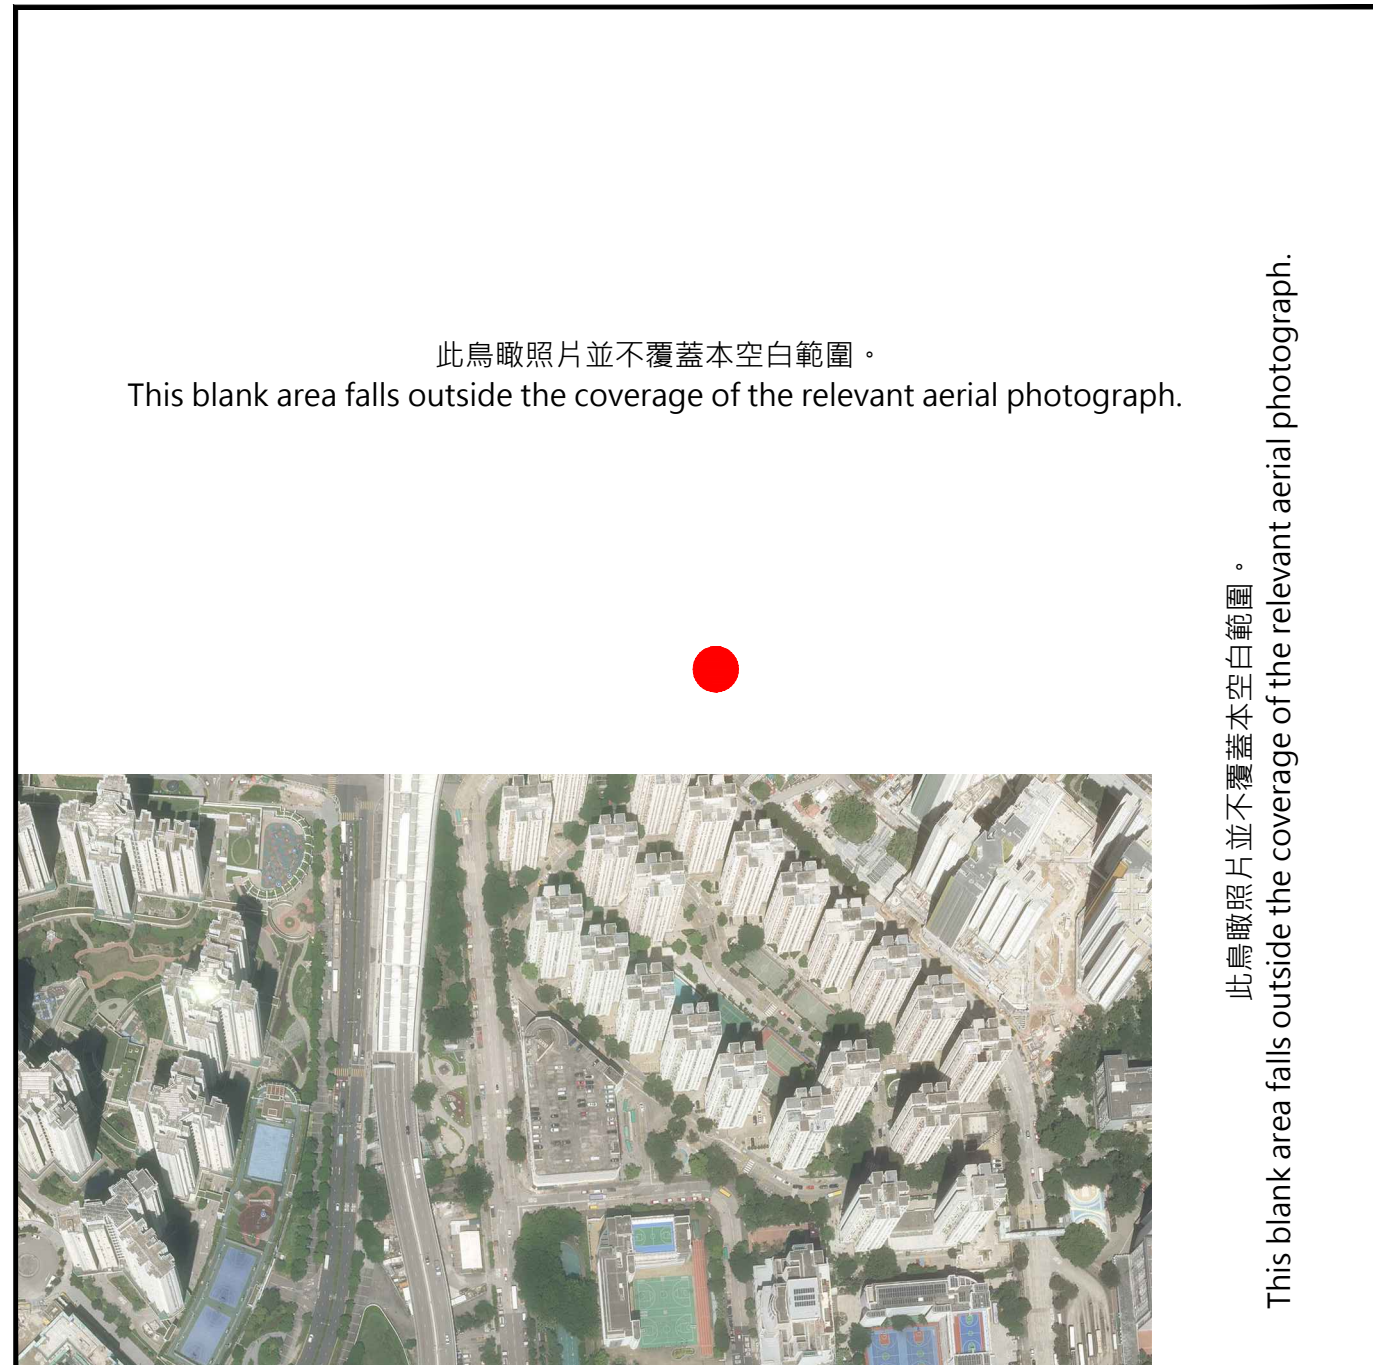 此鳥瞰照片並不覆蓋本空白範圍。
This blank area falls outside the coverage of the relevant aerial photograph.
此鳥瞰照片並不覆蓋本空白範圍。
This blank area falls outside the coverage of the relevant aerial photograph.